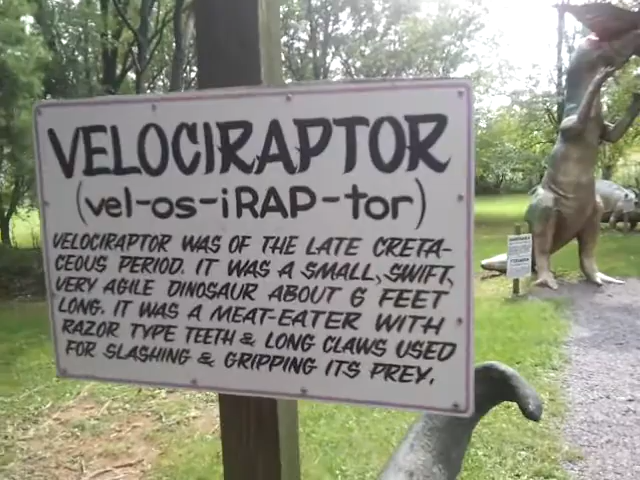 VELOCIRAPTOR
(vel-os-iRAP-tor)
VELOCIRAPTOR WAS OF THE LATE CRETA-
CEOUS PERIOD. IT WAS A SMALL, SWIFT,
VERY AGILE DINOSAUR ABOUT 6 FEET
LONG. IT WAS A MEAT-EATER WITH
RAZOR TYPE TEETH & LONG CLAWS USED
FOR SLASHING & GRIPPING ITS PREY.